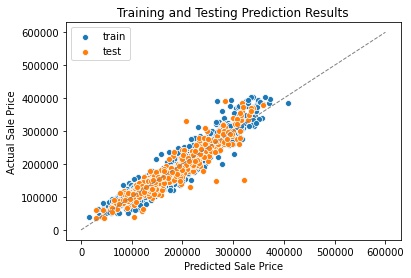 Training and Testing Prediction Results
train
test
600000
500000
400000
300000
200000
100000
0
Actual Sale Price
0 100000 200000 300000 400000 500000 600000
Predicted Sale Price